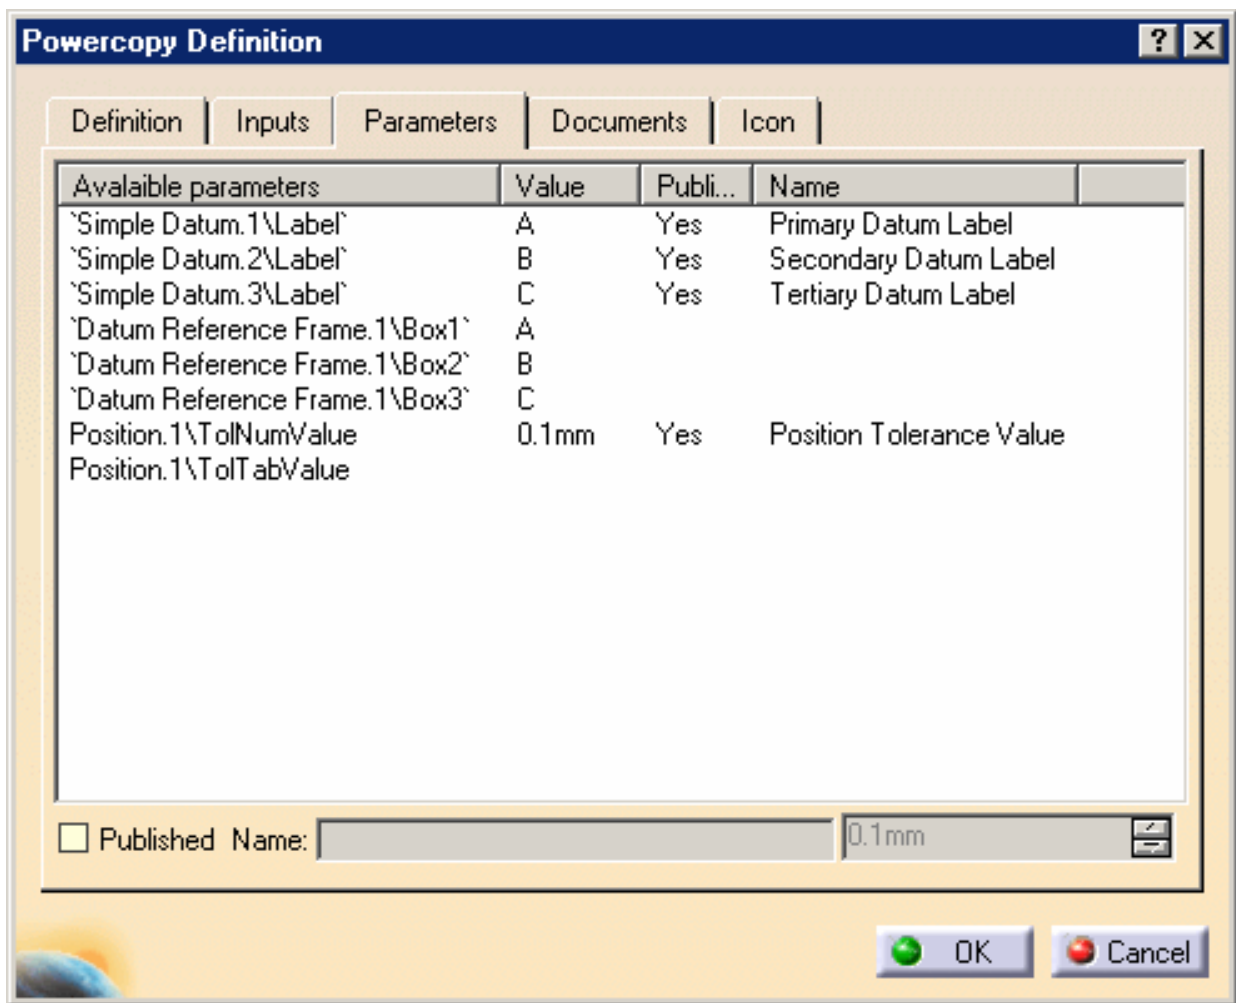 Powercopy Definition
Definition Inputs Parameters Documents Icon
Avalaible parameters Value Publi... Name
`Simple Datum.1\Label` A Yes Primary Datum Label
`Simple Datum.2\Label` B Yes Secondary Datum Label
`Simple Datum.3\Label` C Yes Tertiary Datum Label
`Datum Reference Frame.1\Box1` A
`Datum Reference Frame.1\Box2` B
`Datum Reference Frame.1\Box3` C
Position.1\TolNumValue 0.1mm Yes Position Tolerance Value
Position.1\TolTabValue
Published Name: 0.1mm
OK Cancel